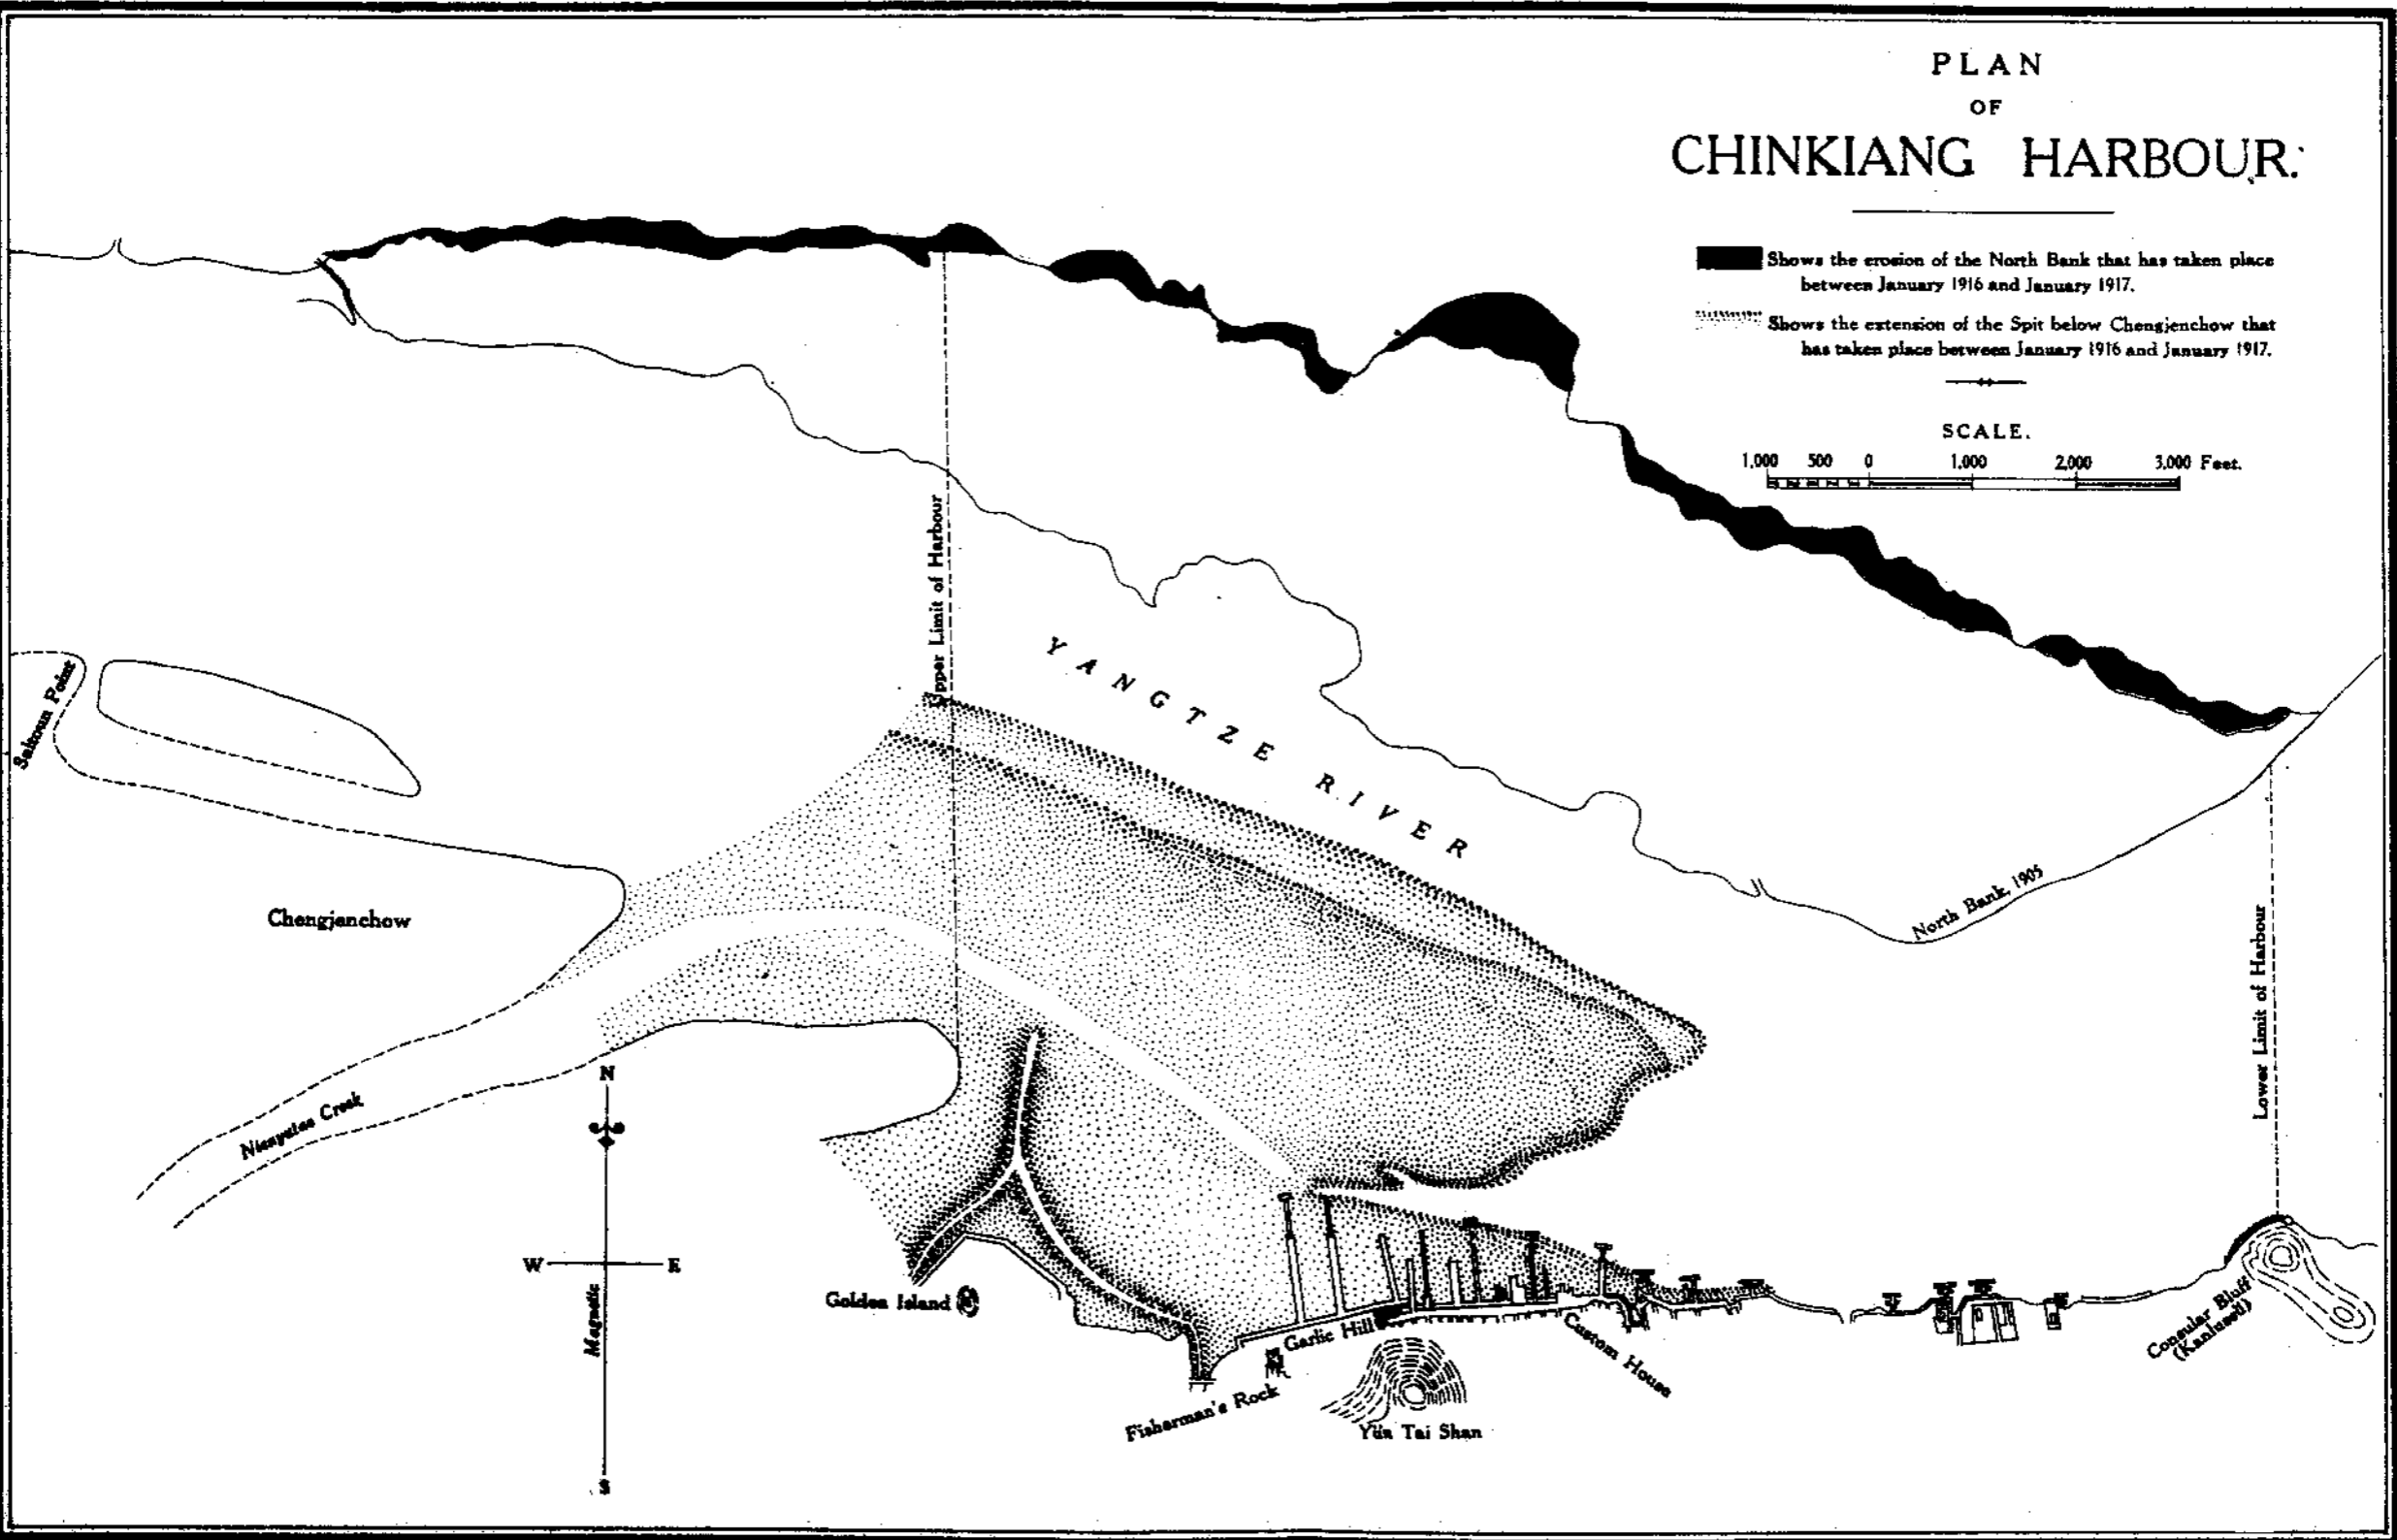 PLAN
OF
CHINKIANG HARBOUR.
Shows the erosion of the North Bank that has taken place
between January 1916 and January 1917.
Shows the extension of the Spit below Chengjenchow that
has taken place between January 1916 and January 1917.
SCALE.
1,000 500 0 1,000 2,000 3,000 Feet.
Upper Limit of Harbour
YANGTZE RIVER
Saltoun Point
Chengjenchow
North Bank, 1905
Lower Limit of Harbour
Creek
N
W E
Magnetic
S
Golden Island
Garlic Hill
Custom House
Fisherman's Rock
Yün Tai Shan
Consular Bluff